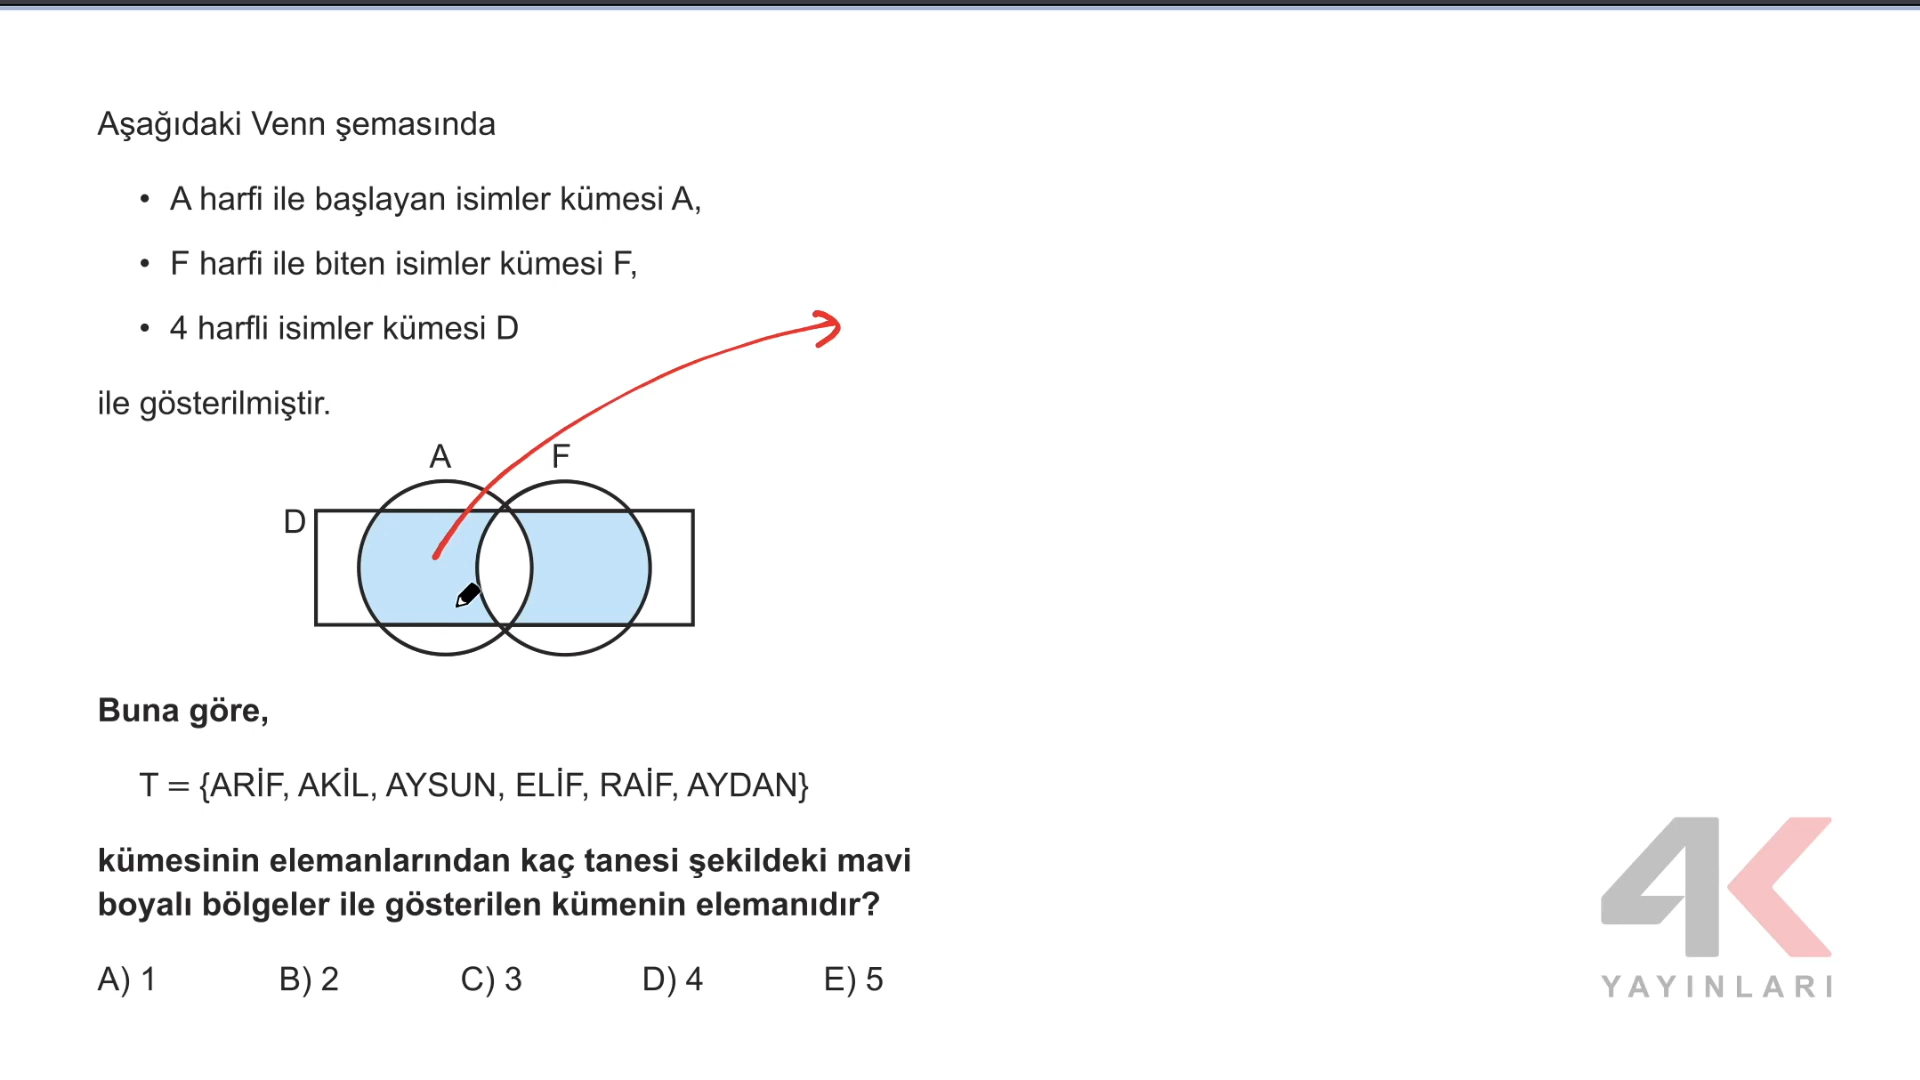 Aşağıdaki Venn şemasında
• A harfi ile başlayan isimler kümesi A,
• F harfi ile biten isimler kümesi F,
• 4 harfli isimler kümesi D
ile gösterilmiştir.
A F
D
Buna göre,
T = {ARİF, AKİL, AYSUN, ELİF, RAİF, AYDAN}
kümesinin elemanlarından kaç tanesi şekildeki mavi
boyalı bölgeler ile gösterilen kümenin elemanıdır?
A) 1 B) 2 C) 3 D) 4 E) 5
4K
YAYINLARI